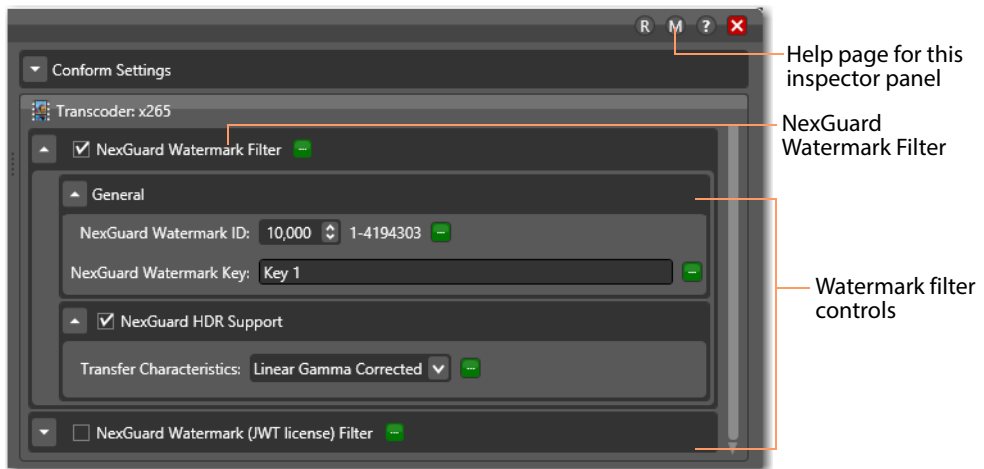 R M ?
Help page for this
inspector panel
Conform Settings
Transcoder: x265
NexGuard
Watermark Filter
NexGuard Watermark Filter
General
NexGuard Watermark ID: 10,000 1-4194303
NexGuard Watermark Key: Key 1
Watermark filter
controls
NexGuard HDR Support
Transfer Characteristics: Linear Gamma Corrected
NexGuard Watermark (JWT license) Filter